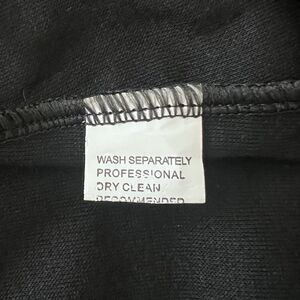 WASH SEPARATELY
PROFESSIONAL
DRY CLEAN
RECOMMENDED